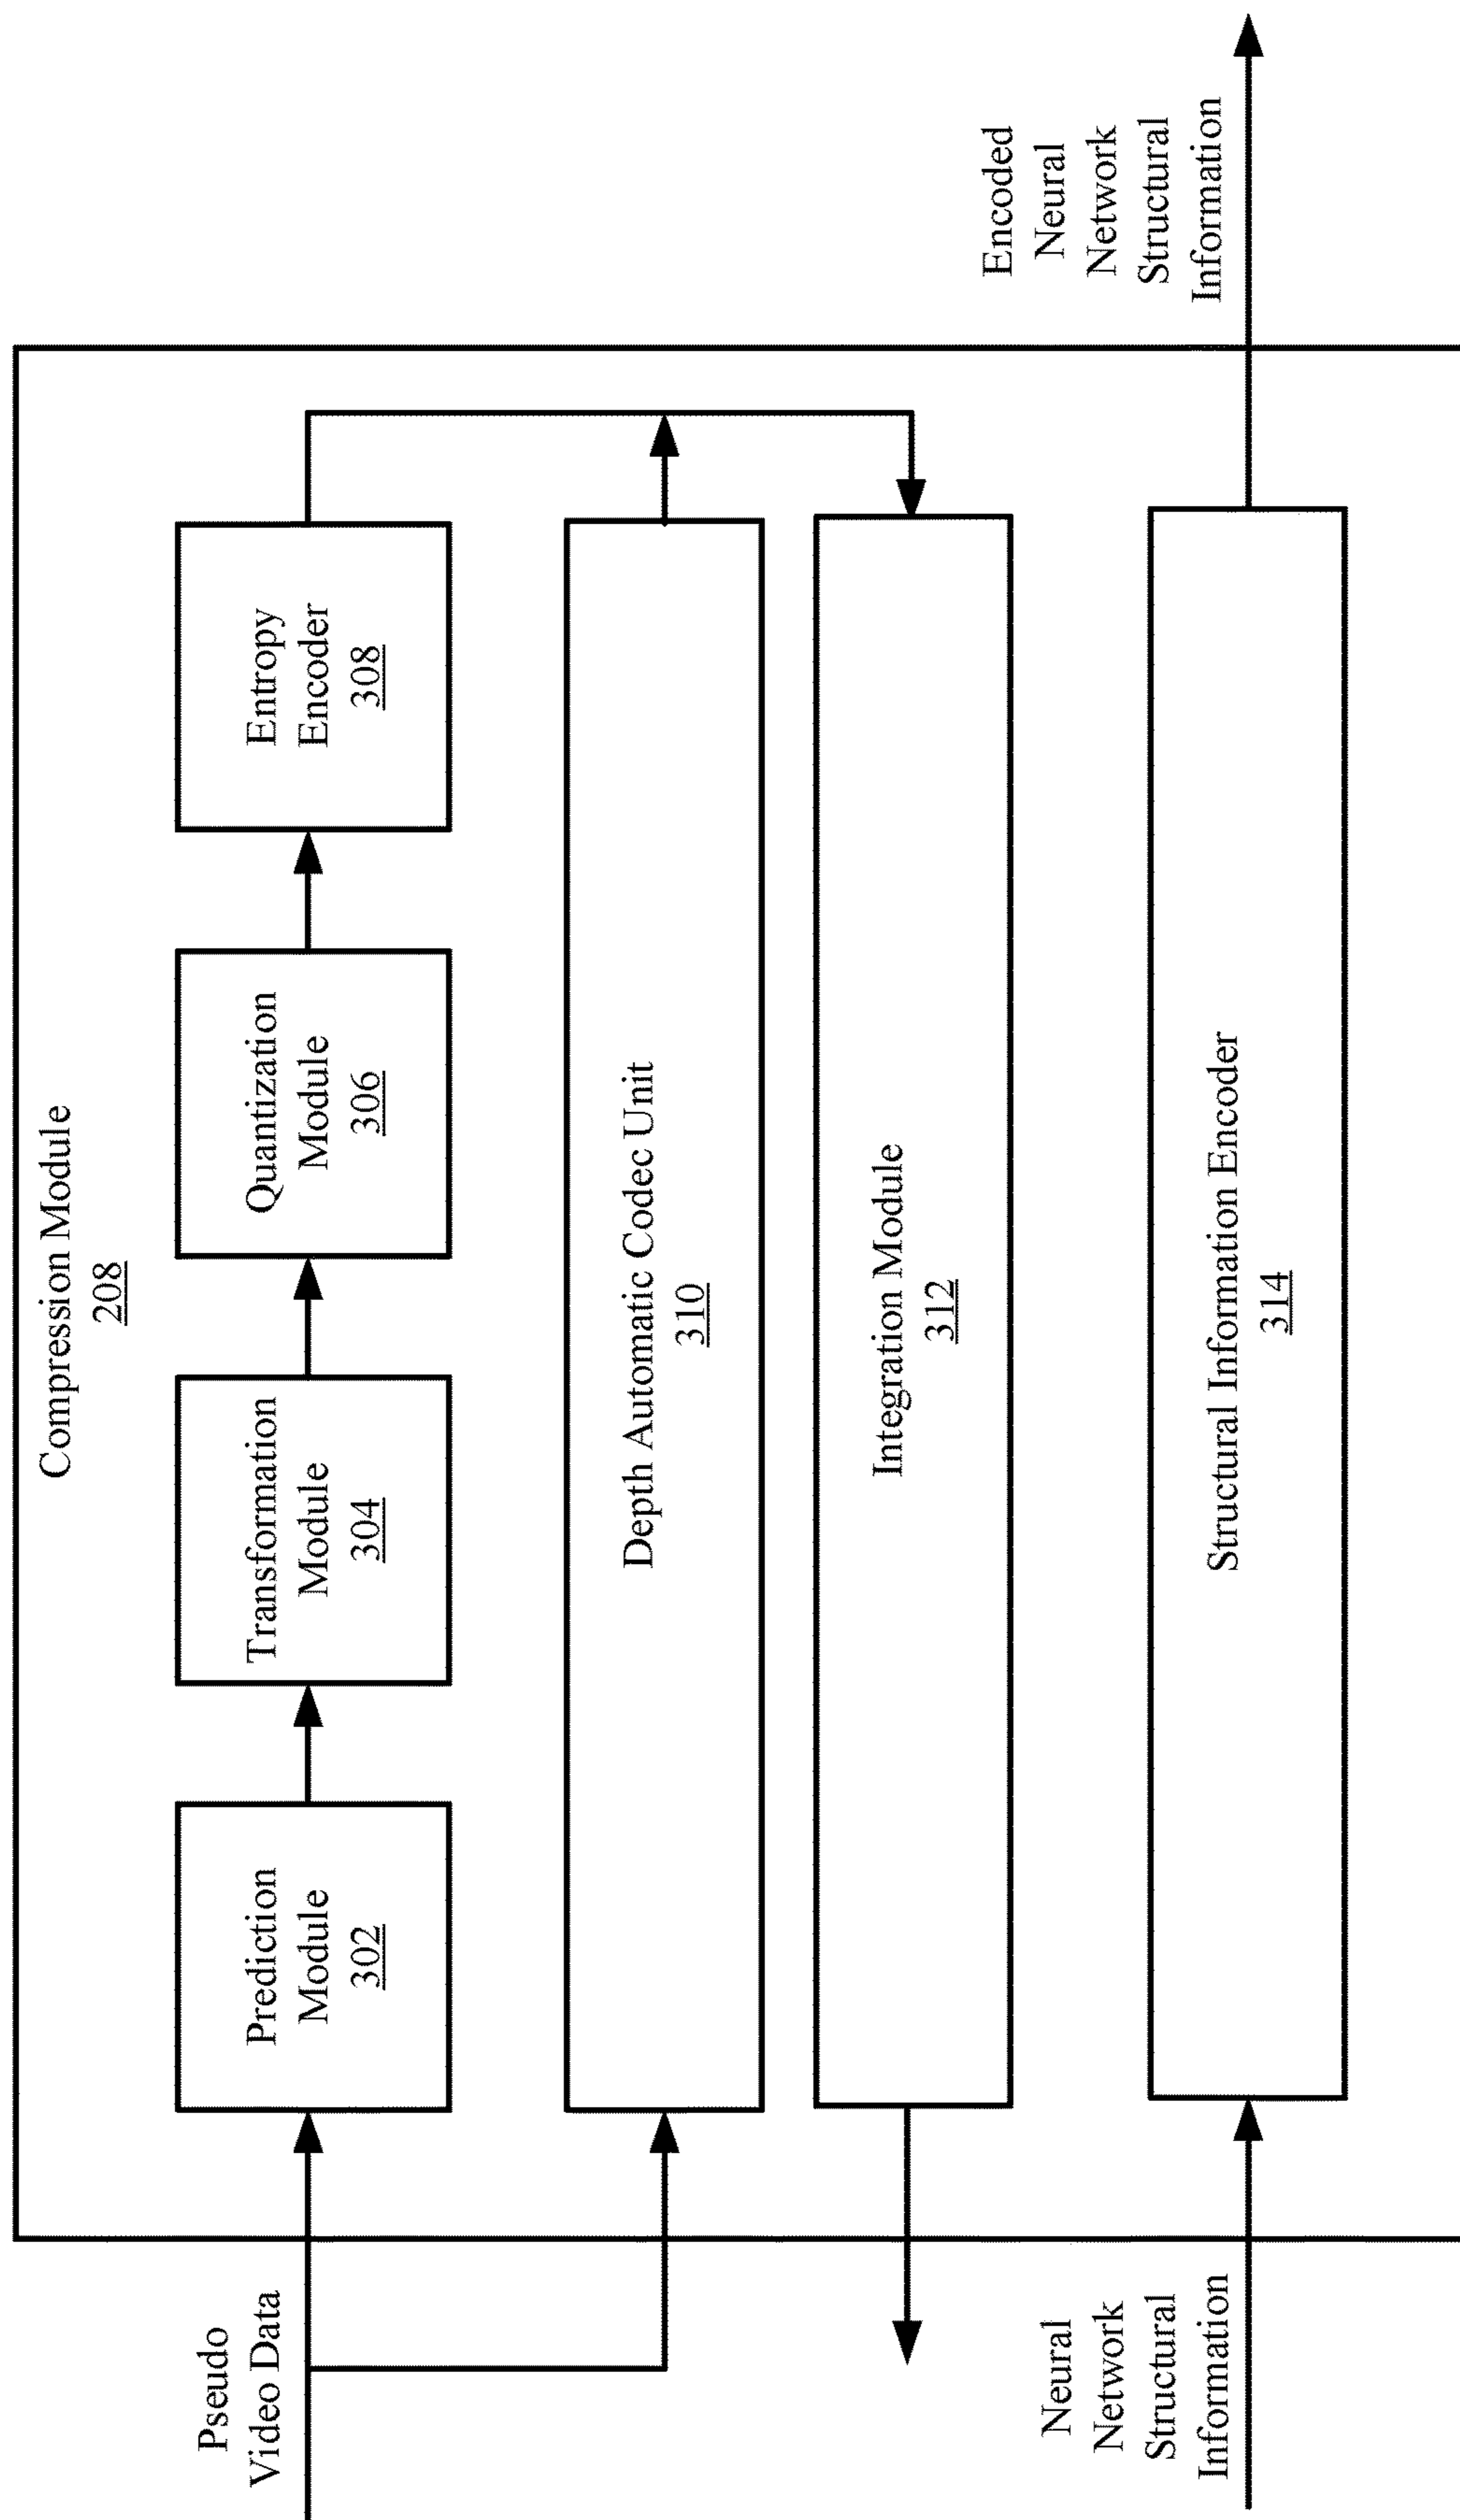 Compression Module
208
Pseudo
Video Data
Prediction
Module
302
Transformation
Module
304
Quantization
Module
306
Entropy
Encoder
308
Depth Automatic Codec Unit
310
Integration Module
312
Neural
Network
Structural
Information
Structural Information Encoder
314
Encoded
Neural
Network
Structural
Information